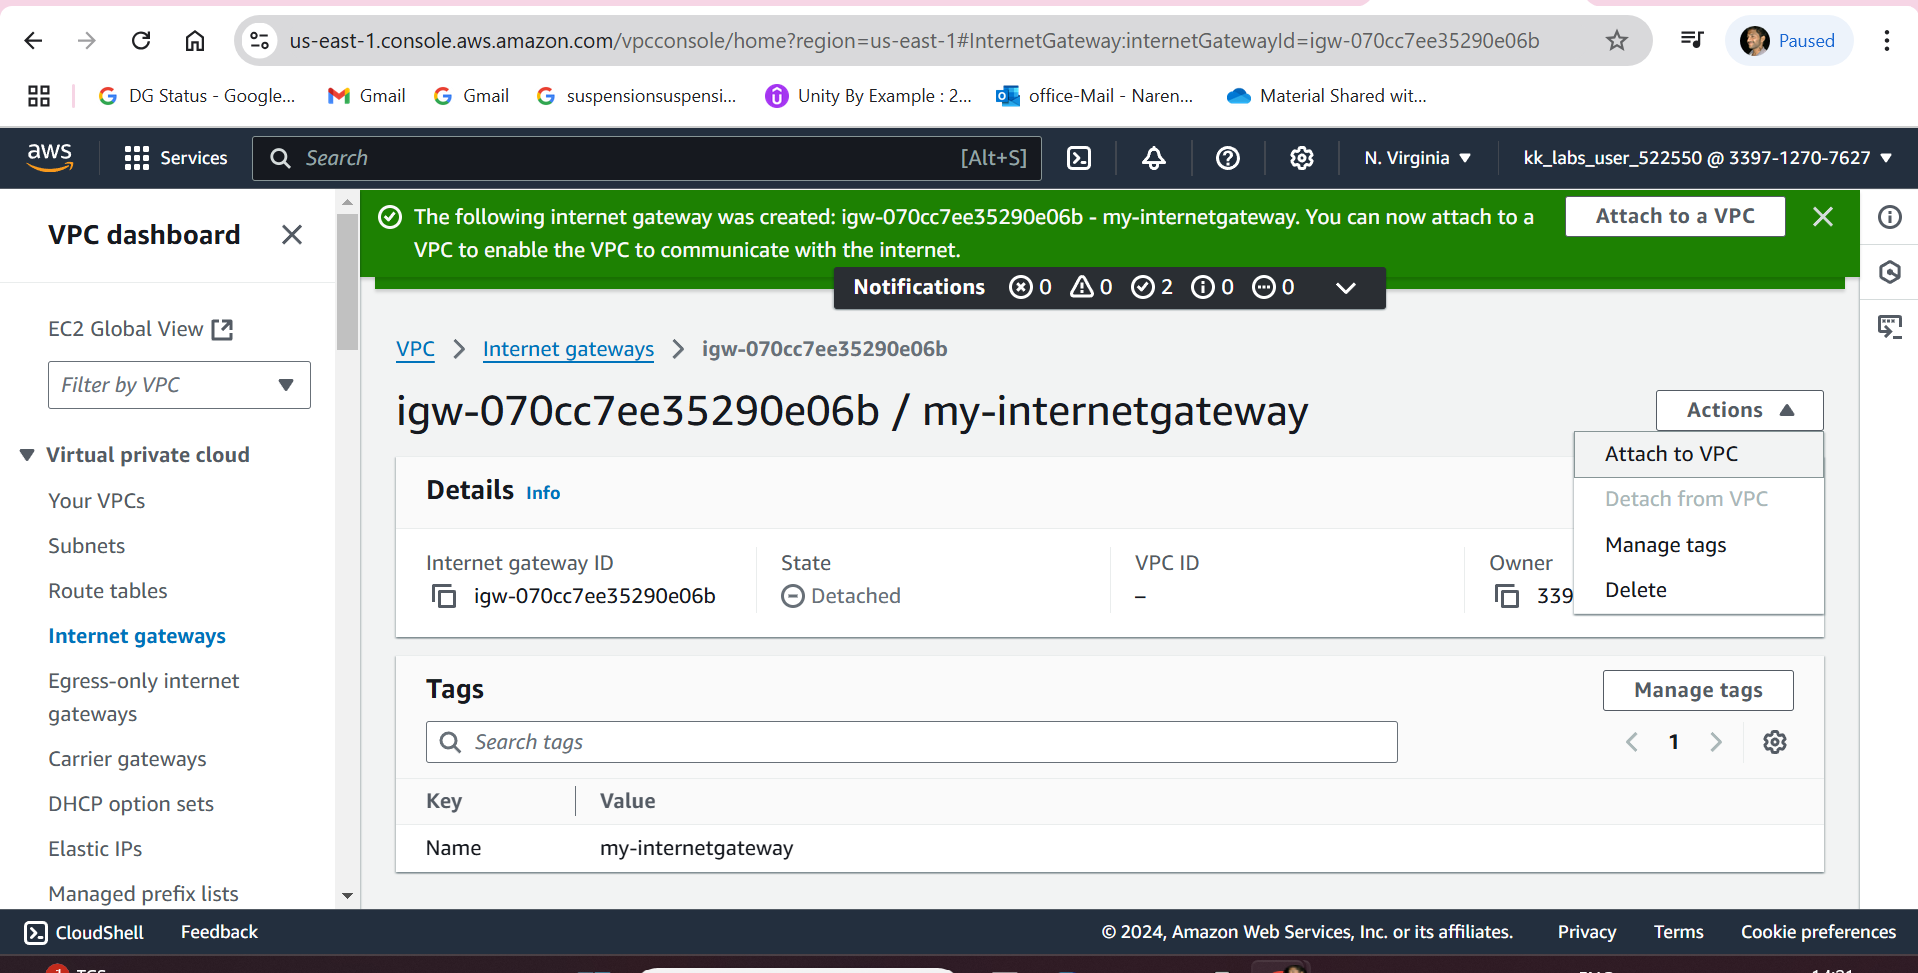 us-east-1.console.aws.amazon.com/vpcconsole/home?region=us-east-1#InternetGateway:internetGatewayId=igw-070cc7ee35290e06b
Paused
DG Status - Google...
Gmail
Gmail
suspensionsuspensi...
Unity By Example : 2...
office-Mail - Naren...
Material Shared wit...
aws
Services
Search
[Alt+S]
N. Virginia
kk_labs_user_522550 @ 3397-1270-7627
VPC dashboard
EC2 Global View
Filter by VPC
Virtual private cloud
Your VPCs
Subnets
Route tables
Internet gateways
Egress-only internet
gateways
Carrier gateways
DHCP option sets
Elastic IPs
Managed prefix lists
The following internet gateway was created: igw-070cc7ee35290e06b - my-internetgateway. You can now attach to a
VPC to enable the VPC to communicate with the internet.
Attach to a VPC
Notifications 0 0 2 0 0
VPC > Internet gateways > igw-070cc7ee35290e06b
igw-070cc7ee35290e06b / my-internetgateway
Actions
Attach to VPC
Detach from VPC
Manage tags
Delete
Details Info
Internet gateway ID
igw-070cc7ee35290e06b
State
Detached
VPC ID
–
Owner
339
Tags
Manage tags
Search tags
1
Key Value
Name my-internetgateway
CloudShell
Feedback
© 2024, Amazon Web Services, Inc. or its affiliates.
Privacy
Terms
Cookie preferences